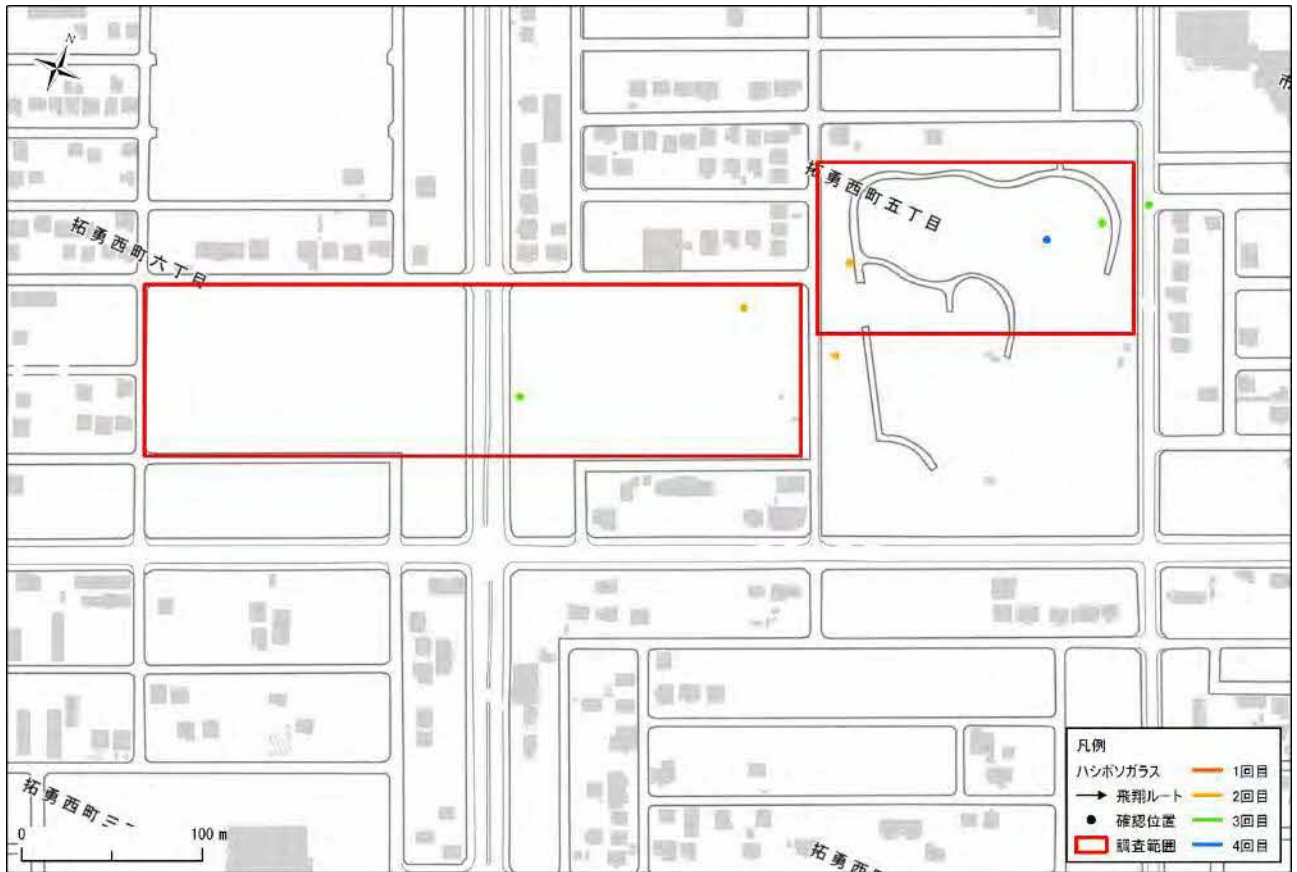 N
市
拓勇西町五丁目
拓勇西町六丁目
拓勇西町三
拓勇西
0 100 m
凡例
ハシボソガラス
1回目
飛翔ルート
2回目
確認位置
3回目
調査範囲
4回目